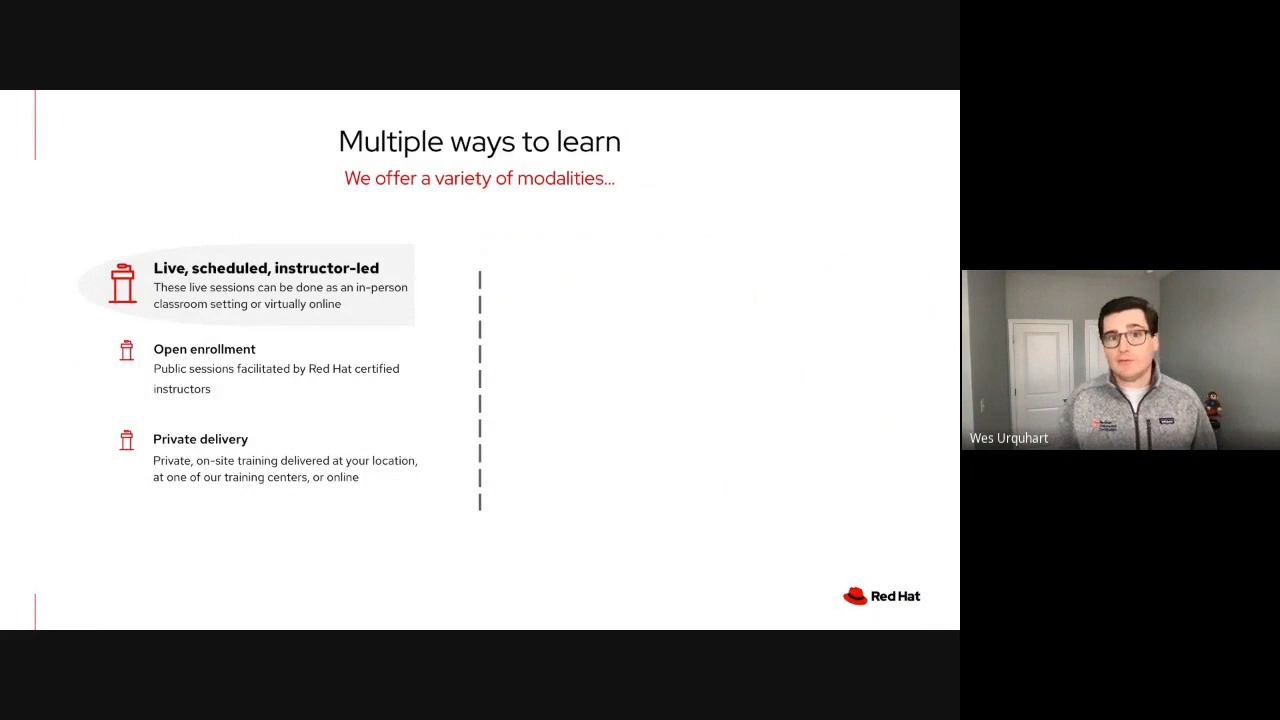 Multiple ways to learn
We offer a variety of modalities...
Live, scheduled, instructor-led
These live sessions can be done as an in-person
classroom setting or virtually online
Open enrollment
Public sessions facilitated by Red Hat certified
instructors
Private delivery
Private, on-site training delivered at your location,
at one of our training centers, or online
Red Hat
Wes Urquhart